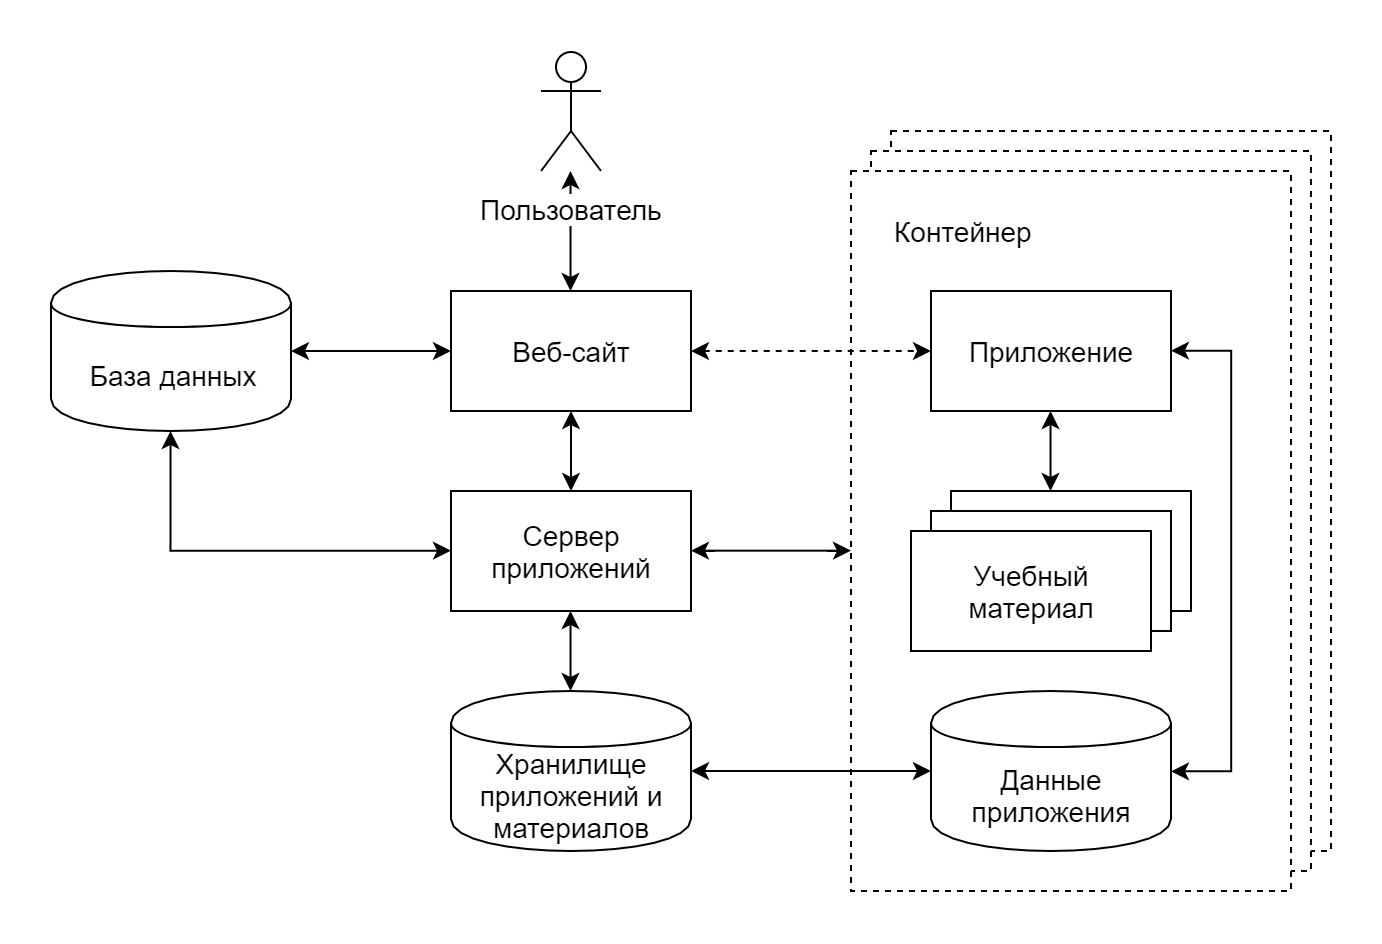 Пользователь
Контейнер
База данных
Веб-сайт
Приложение
Сервер
приложений
Учебный
материал
Хранилище
приложений и
материалов
Данные
приложения